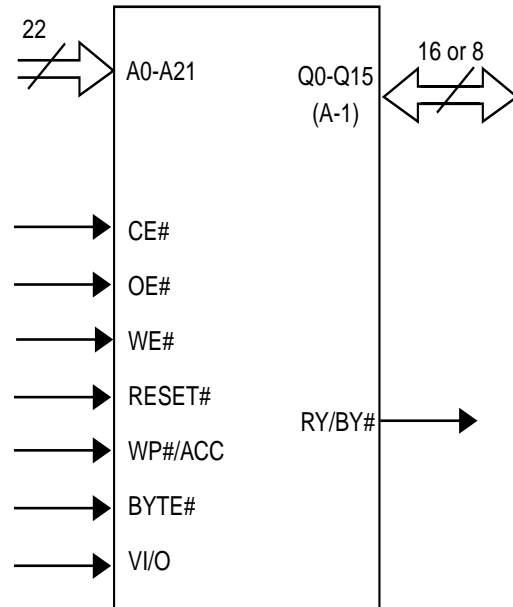 22
A0-A21
16 or 8
Q0-Q15
(A-1)
CE#
OE#
WE#
RESET#
RY/BY#
WP#/ACC
BYTE#
VI/O